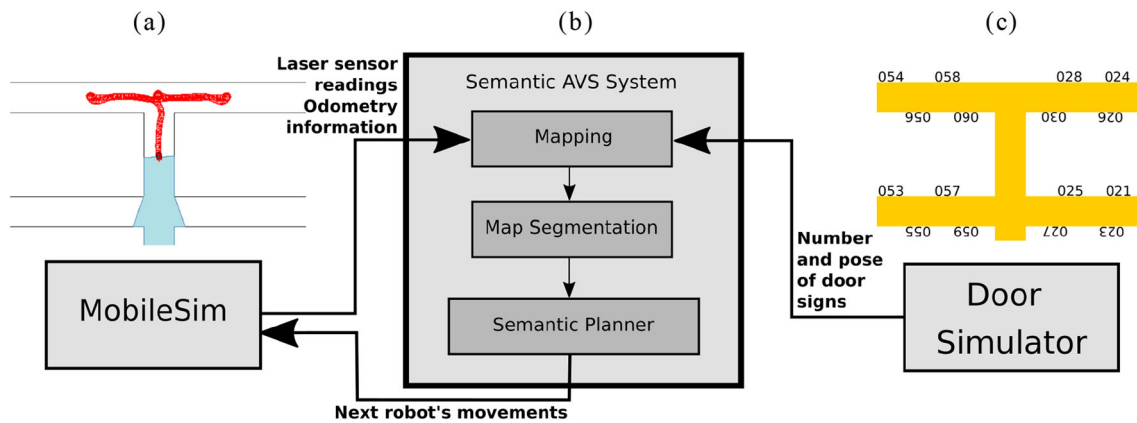 (a)
(b)
(c)
Laser sensor
readings
Odometry
information
Semantic AVS System
Mapping
Map Segmentation
Semantic Planner
MobileSim
Next robot's movements
054 058 028 024
056 060 030 026
053 057 025 021
055 059 027 023
Number
and pose
of door
signs
Door
Simulator